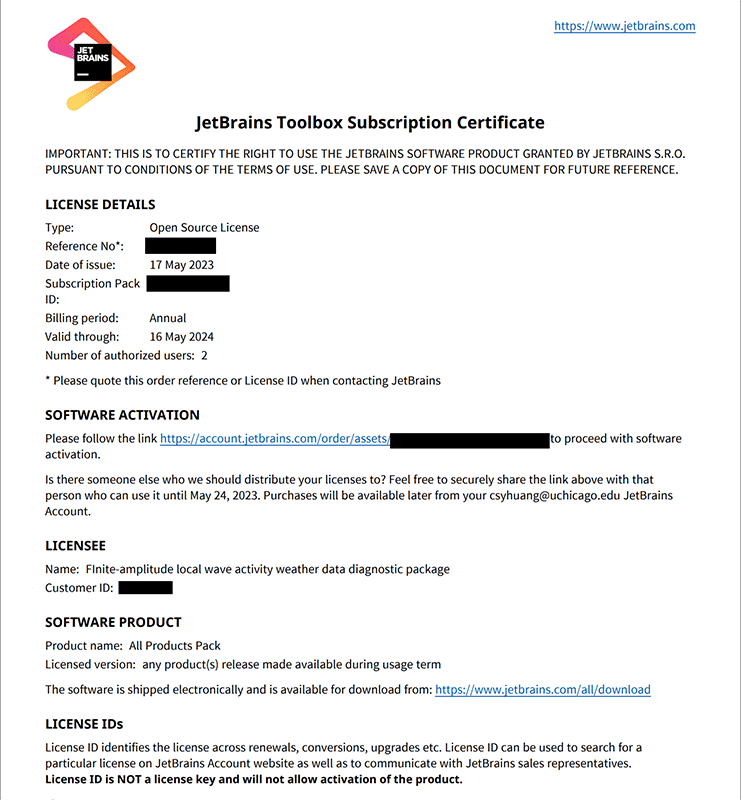 JET
BRAINS
https://www.jetbrains.com
JetBrains Toolbox Subscription Certificate
IMPORTANT: THIS IS TO CERTIFY THE RIGHT TO USE THE JETBRAINS SOFTWARE PRODUCT GRANTED BY JETBRAINS S.R.O.
PURSUANT TO CONDITIONS OF THE TERMS OF USE. PLEASE SAVE A COPY OF THIS DOCUMENT FOR FUTURE REFERENCE.
LICENSE DETAILS
Type: Open Source License
Reference No*:
Date of issue: 17 May 2023
Subscription Pack
ID:
Billing period: Annual
Valid through: 16 May 2024
Number of authorized users: 2
* Please quote this order reference or License ID when contacting JetBrains
SOFTWARE ACTIVATION
Please follow the link https://account.jetbrains.com/order/assets/ to proceed with software
activation.
Is there someone else who we should distribute your licenses to? Feel free to securely share the link above with that
person who can use it until May 24, 2023. Purchases will be available later from your csyhuang@uchicago.edu JetBrains
Account.
LICENSEE
Name: FInite-amplitude local wave activity weather data diagnostic package
Customer ID:
SOFTWARE PRODUCT
Product name: All Products Pack
Licensed version: any product(s) release made available during usage term
The software is shipped electronically and is available for download from: https://www.jetbrains.com/all/download
LICENSE IDs
License ID identifies the license across renewals, conversions, upgrades etc. License ID can be used to search for a
particular license on JetBrains Account website as well as to communicate with JetBrains sales representatives.
License ID is NOT a license key and will not allow activation of the product.